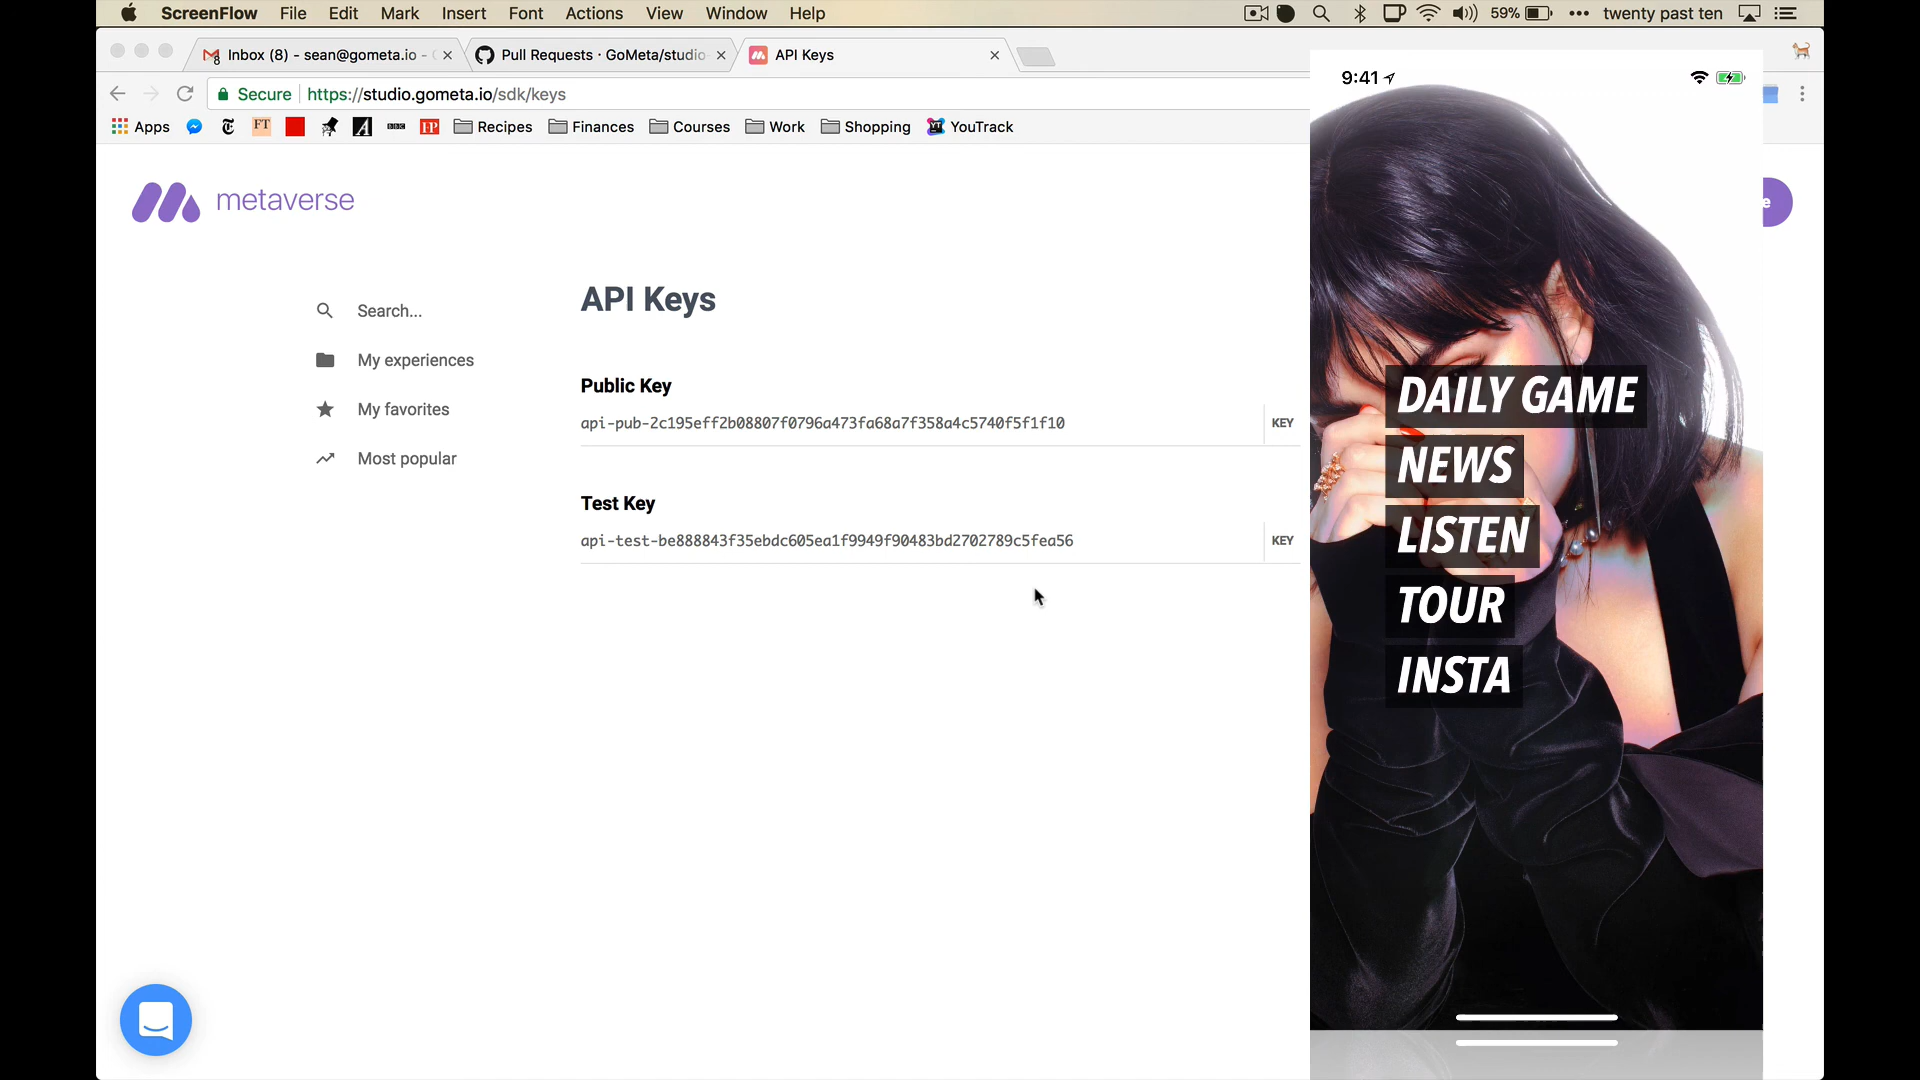 ScreenFlow File Edit Mark Insert Font Actions View Window Help 59% twenty past ten
Inbox (8) - sean@gometa.io - Pull Requests · GoMeta/studio API Keys
Secure https://studio.gometa.io/sdk/keys
Apps FT BBC LP Recipes Finances Courses Work Shopping YouTrack
metaverse
Search...
My experiences
My favorites
Most popular
API Keys
Public Key
api-pub-2c195eff2b08807f0796a473fa68a7f358a4c5740f5f1f10 KEY
Test Key
api-test-be888843f35ebdc605ea1f9949f90483bd2702789c5fea56 KEY
9:41
DAILY GAME
NEWS
LISTEN
TOUR
INSTA